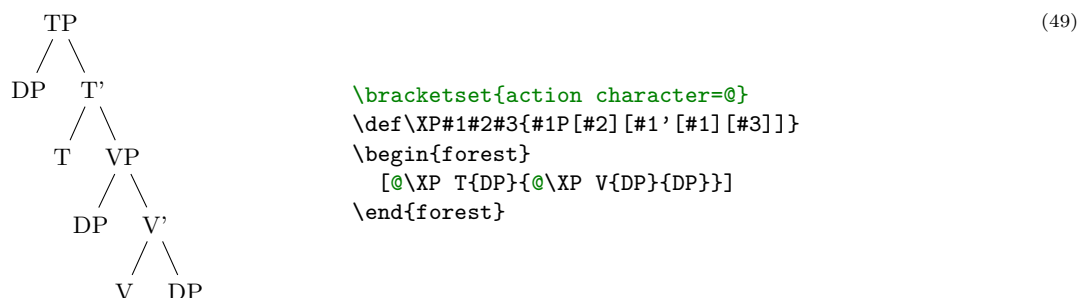 TP
DP T'
T VP
DP V'
V DP
\bracketset{action character=@}
\def\XP#1#2#3{#1P[#2][#1'[#1][#3]]}
\begin{forest}
[@\XP T{DP}{@\XP V{DP}{DP}}]
\end{forest}
(49)